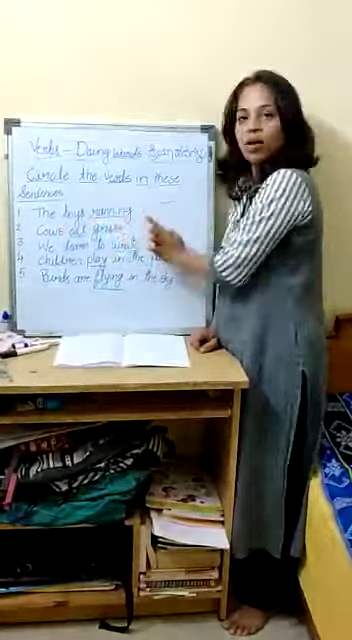 Verbs - Doing words
Circle the verbs in these
Sentences
1 The boys running
2 Cows eat grass
3 We learn to
4 children play in the
5 Birds are flying in the sky